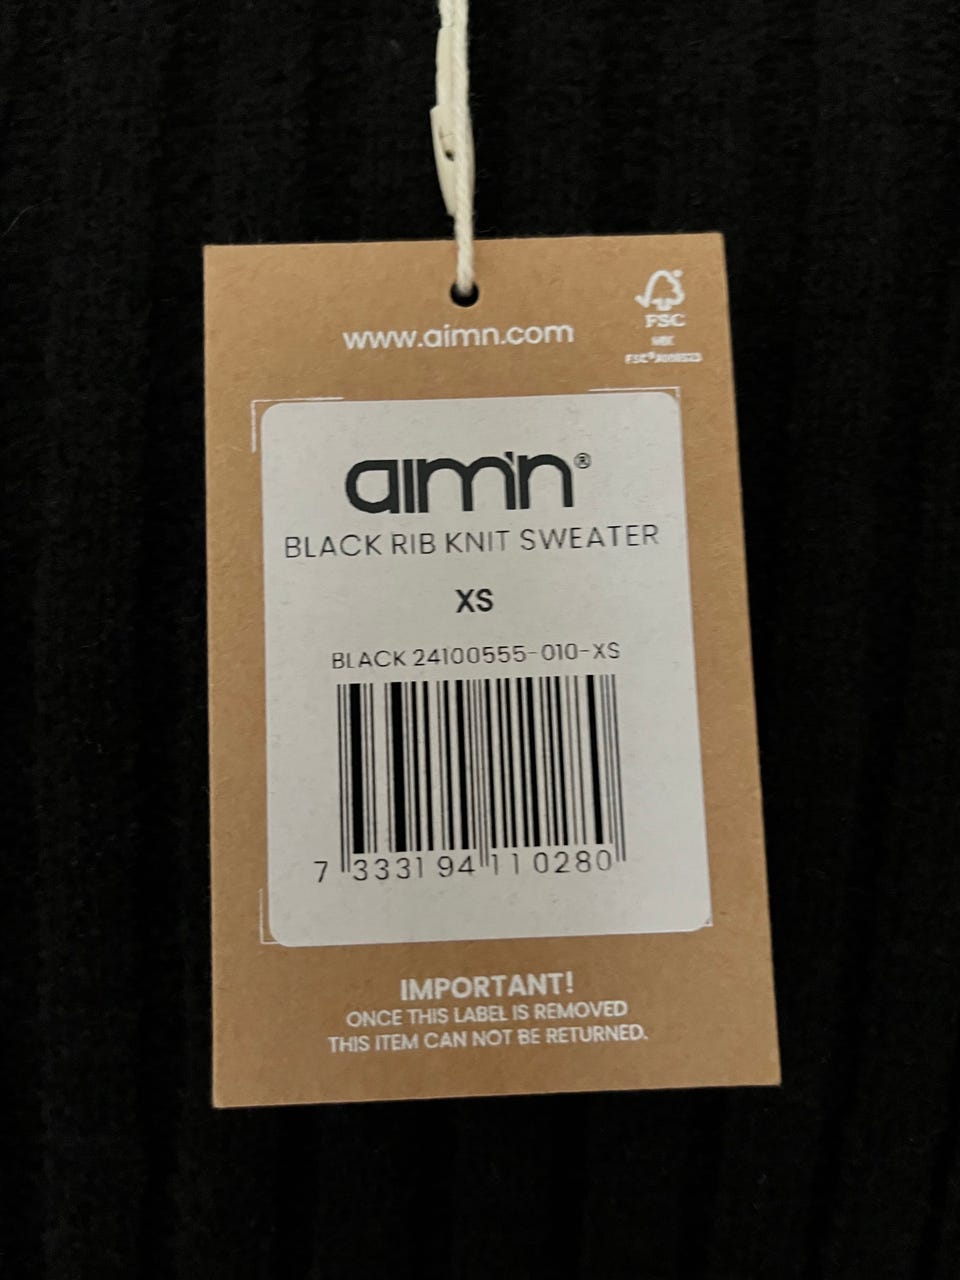 www.aimn.com
FSC
MIX
aim'n®
BLACK RIB KNIT SWEATER
XS
BLACK 24100555-010-XS
7 333194 110280
IMPORTANT!
ONCE THIS LABEL IS REMOVED
THIS ITEM CAN NOT BE RETURNED.